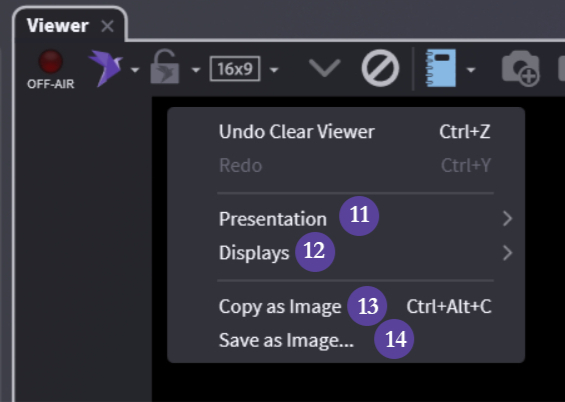 Viewer ×
OFF-AIR
16x9
Undo Clear Viewer Ctrl+Z
Redo Ctrl+Y
Presentation 11
Displays 12
Copy as Image 13 Ctrl+Alt+C
Save as Image... 14